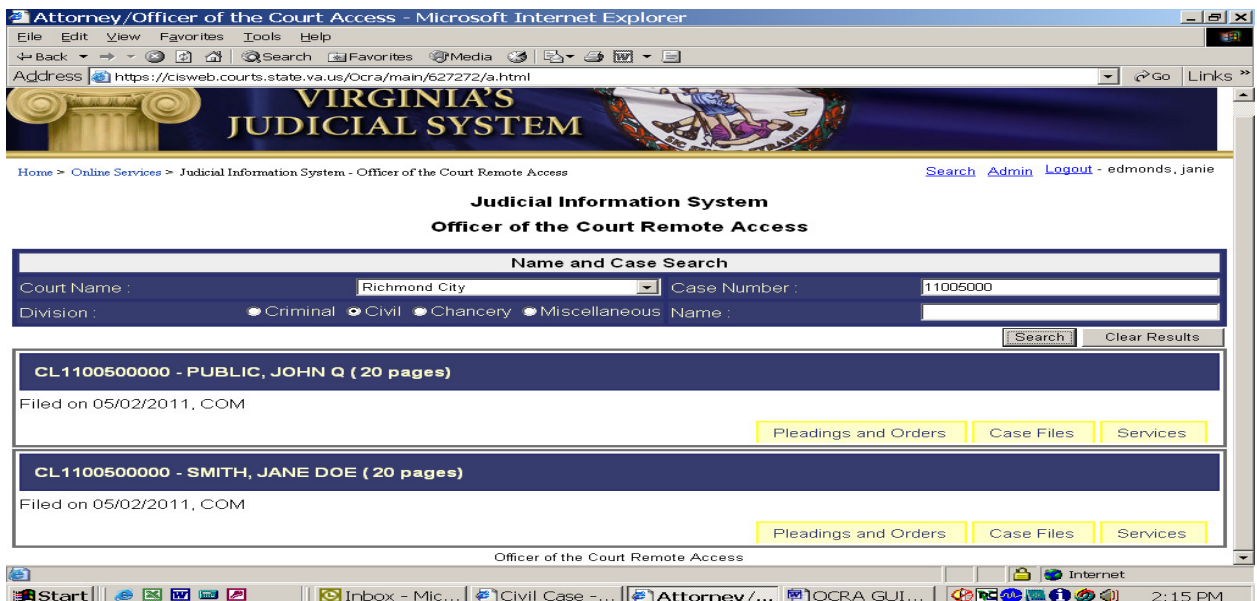 Attorney/Officer of the Court Access - Microsoft Internet Explorer
File Edit View Favorites Tools Help
Back Search Favorites Media
Address https://cisweb.courts.state.va.us/Ocra/main/627272/a.html Go Links »
VIRGINIA'S
JUDICIAL SYSTEM
Home > Online Services > Judicial Information System - Officer of the Court Remote Access Search Admin Logout - edmonds, janie
Judicial Information System
Officer of the Court Remote Access
Name and Case Search
Court Name : Richmond City Case Number : 11005000
Division : Criminal Civil Chancery Miscellaneous Name :
Search Clear Results
CL1100500000 - PUBLIC, JOHN Q ( 20 pages)
Filed on 05/02/2011, COM
Pleadings and Orders Case Files Services
CL1100500000 - SMITH, JANE DOE ( 20 pages)
Filed on 05/02/2011, COM
Pleadings and Orders Case Files Services
Officer of the Court Remote Access
Internet
Start Inbox - Mic... Civil Case -... Attorney/... OCRA GUI... 2:15 PM